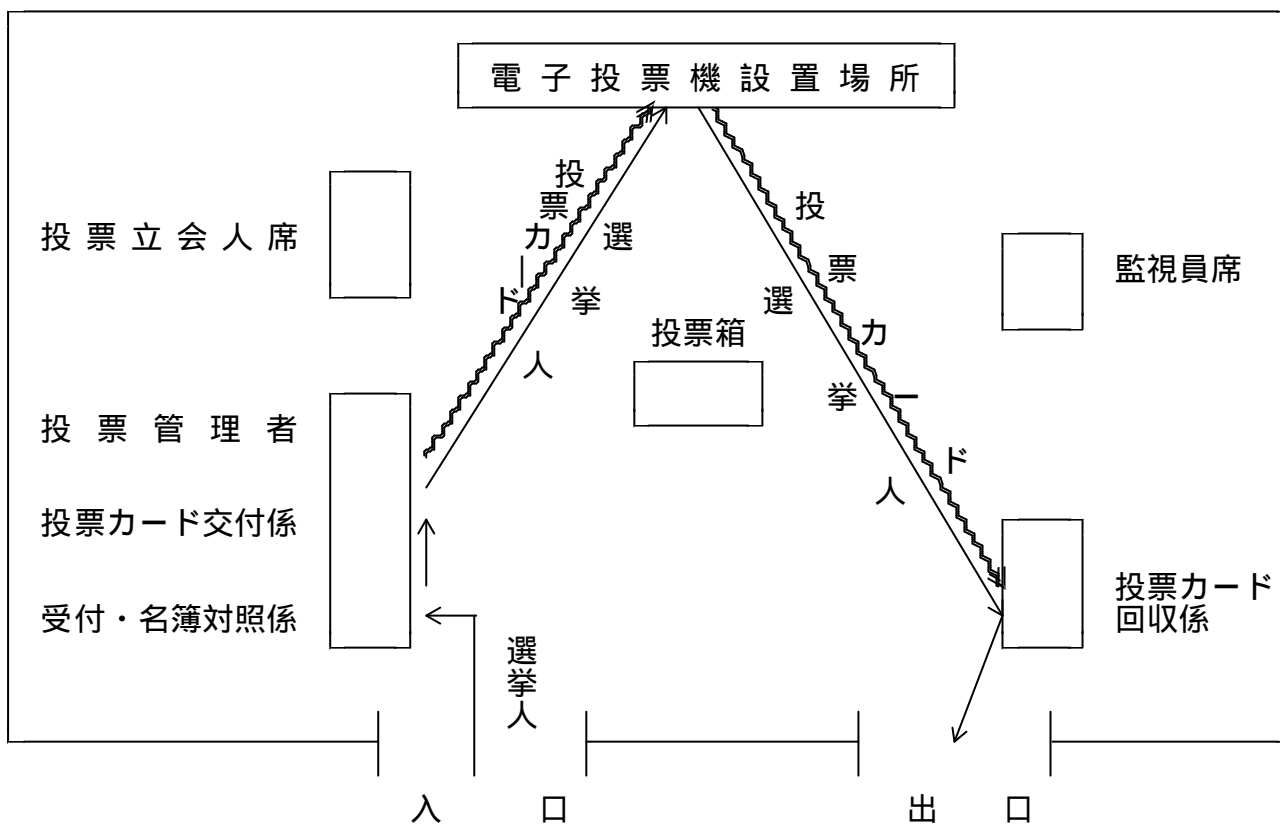 電子投票機設置場所
投票カード
選挙人
投票カード
選挙人
投票立会人席
監視員席
投票箱
投票管理者
投票カード交付係
受付・名簿対照係
投票カード
回収係
選挙人
入口
出口